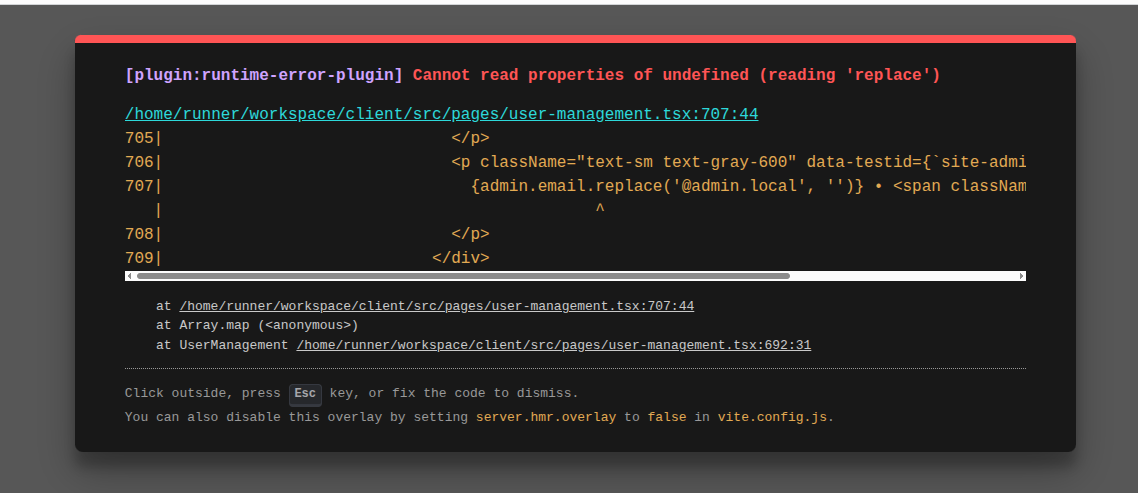 [plugin:runtime-error-plugin] Cannot read properties of undefined (reading 'replace')
/home/runner/workspace/client/src/pages/user-management.tsx:707:44
705|                              </p>
706|                              <p className="text-sm text-gray-600" data-testid={`site-admi
707|                                {admin.email.replace('@admin.local', '')} • <span classNam
   |                                             ^
708|                              </p>
709|                            </div>
at /home/runner/workspace/client/src/pages/user-management.tsx:707:44
at Array.map (<anonymous>)
at UserManagement /home/runner/workspace/client/src/pages/user-management.tsx:692:31
Click outside, press Esc key, or fix the code to dismiss.
You can also disable this overlay by setting server.hmr.overlay to false in vite.config.js.